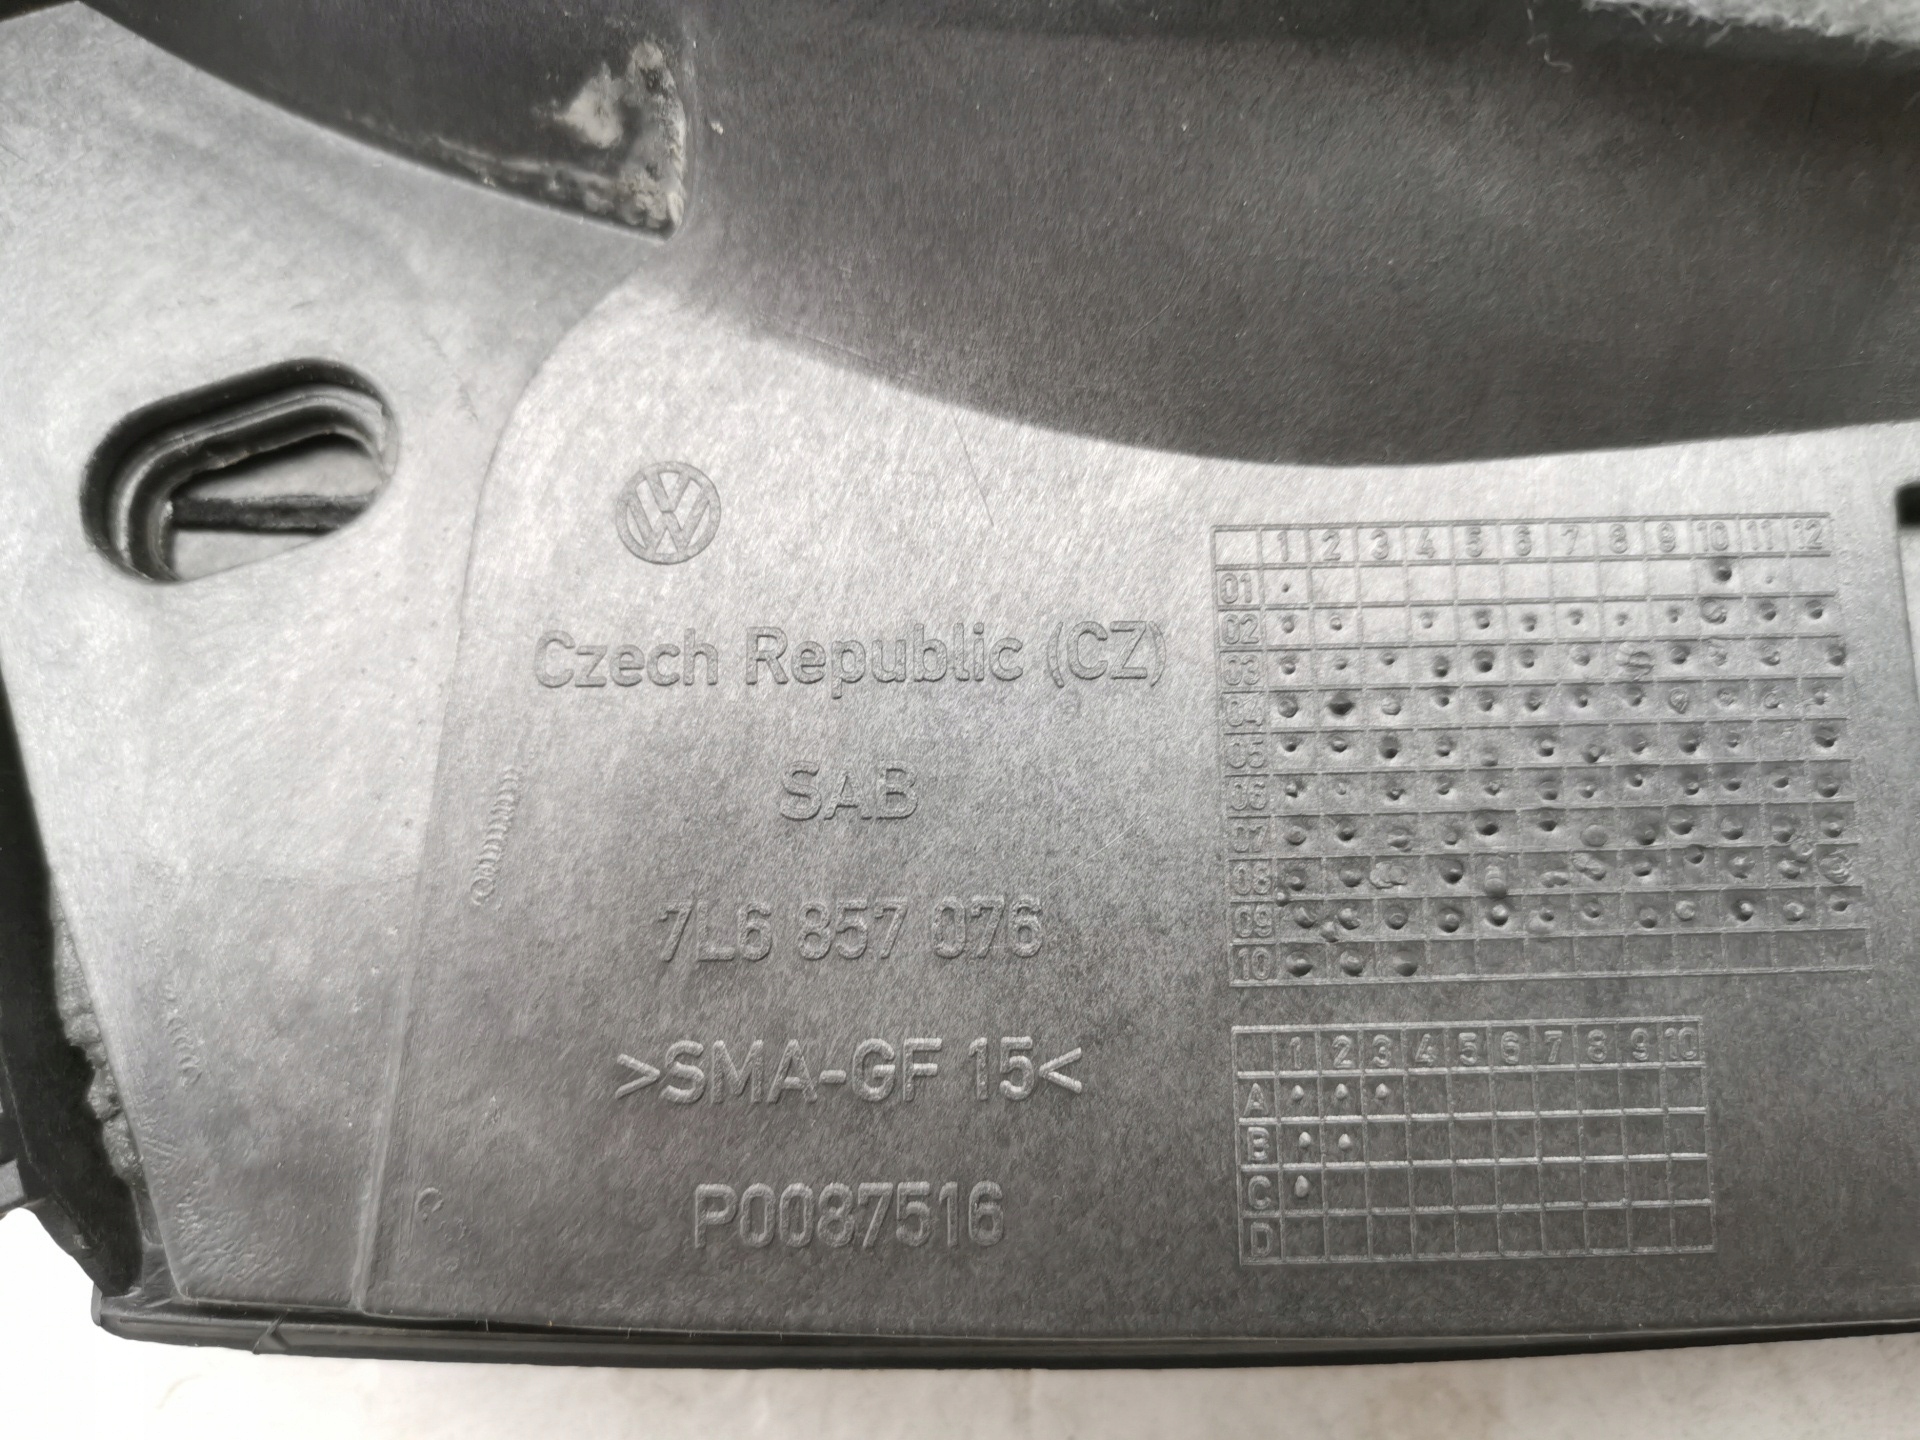 VW
Czech Republic (CZ)
SAB
7L6 857 076
>SMA-GF 15<
P0087516
1 2 3 4 5 6 7 8 9 10 11 12
01
02
03
04
05
06
07
08
09
10
1 2 3 4 5 6 7 8 9 10
A
B
C
D